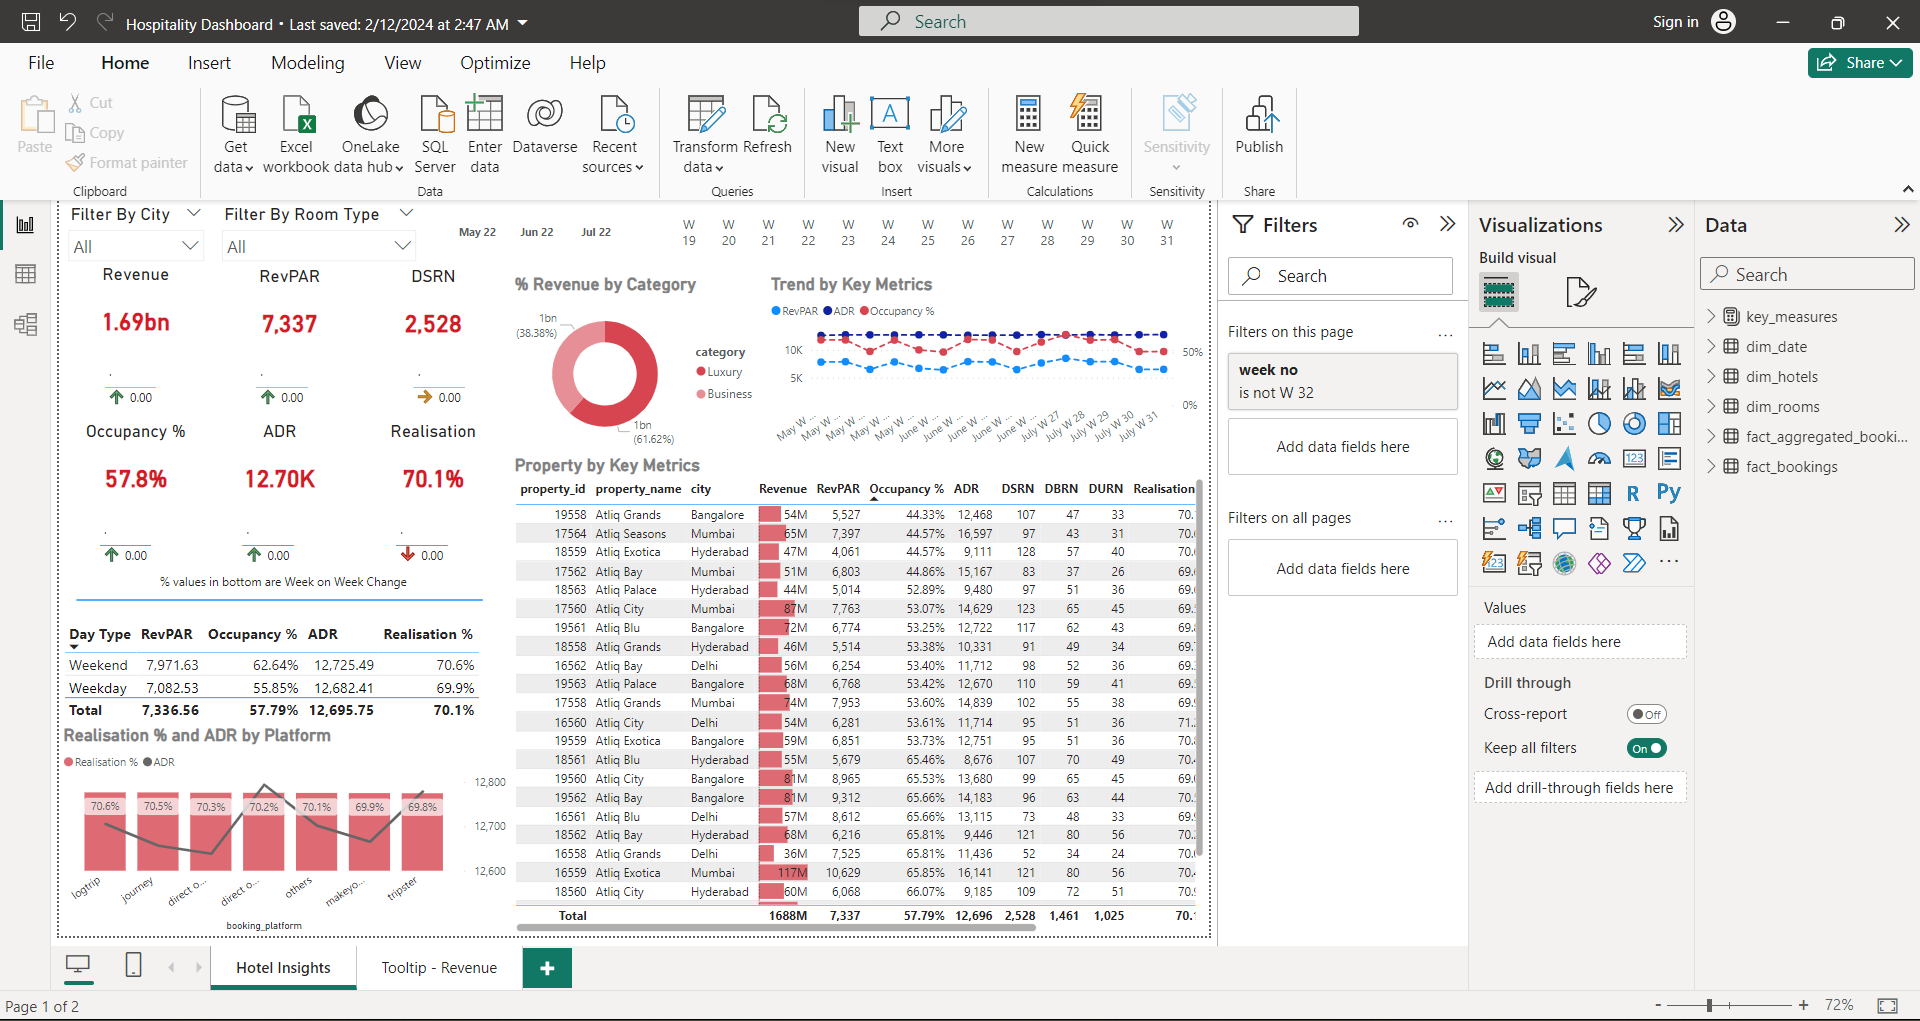 Hospitality Dashboard • Last saved: 2/12/2024 at 2:47 AM
Search
Sign in
File Home Insert Modeling View Optimize Help
Share
Paste
Cut
Copy
Format painter
Clipboard
Get data
Excel workbook
OneLake data hub
SQL Server
Enter data
Dataverse
Recent sources
Data
Transform data
Refresh
Queries
New visual
Text box
More visuals
Insert
New measure
Quick measure
Calculations
Sensitivity
Sensitivity
Publish
Share
Filter By City
All
Filter By Room Type
All
May 22 Jun 22 Jul 22
W 19 W 20 W 21 W 22 W 23 W 24 W 25 W 26 W 27 W 28 W 29 W 30 W 31
Revenue RevPAR DSRN
1.69bn 7,337 2,528
0.00 0.00 0.00
Occupancy % ADR Realisation
57.8% 12.70K 70.1%
0.00 0.00 0.00
% values in bottom are Week on Week Change
Day Type RevPAR Occupancy % ADR Realisation %
Weekend 7,971.63 62.64% 12,725.49 70.6%
Weekday 7,082.53 55.85% 12,682.41 69.9%
Total 7,336.56 57.79% 12,695.75 70.1%
Realisation % and ADR by Platform
Realisation % ADR
12,800
70.6% 70.5% 70.3% 70.2% 70.1% 69.9% 69.8%
12,700
12,600
logtrip journey direct o... direct o... others makeyo... tripster
booking_platform
% Revenue by Category
1bn
(38.38%)
category
Luxury
Business
1bn
(61.62%)
Trend by Key Metrics
RevPAR ADR Occupancy %
10K
5K
50%
0%
May W ... May W ... May W ... May W ... May W ... June W ... June W ... June W ... June W ... July W 27 July W 28 July W 29 July W 30 July W 31
Property by Key Metrics
property_id property_name city Revenue RevPAR Occupancy % ADR DSRN DBRN DURN Realisation
19558 Atliq Grands Bangalore 54M 5,527 44.33% 12,468 107 47 33 70.
17564 Atliq Seasons Mumbai 65M 7,397 44.57% 16,597 97 43 31 70.
18559 Atliq Exotica Hyderabad 47M 4,061 44.57% 9,111 128 57 40 70.
17562 Atliq Bay Mumbai 51M 6,803 44.86% 15,167 83 37 26 69.
18563 Atliq Palace Hyderabad 44M 5,014 52.89% 9,480 97 51 36 69.
17560 Atliq City Mumbai 87M 7,763 53.07% 14,629 123 65 45 69.
19561 Atliq Blu Bangalore 72M 6,774 53.25% 12,722 117 62 43 69.
18558 Atliq Grands Hyderabad 46M 5,514 53.38% 10,331 91 49 34 69.
16562 Atliq Bay Delhi 56M 6,254 53.40% 11,712 98 52 36 69.
19563 Atliq Palace Bangalore 68M 6,768 53.42% 12,670 110 59 41 69.
17558 Atliq Grands Mumbai 74M 7,953 53.60% 14,839 102 55 38 69.
16560 Atliq City Delhi 54M 6,281 53.61% 11,714 95 51 36 71.
19559 Atliq Exotica Bangalore 59M 6,851 53.73% 12,751 95 51 36 70.
18561 Atliq Blu Hyderabad 55M 5,679 65.46% 8,676 107 70 49 70.
19560 Atliq City Bangalore 81M 8,965 65.53% 13,680 99 65 45 69.
19562 Atliq Bay Bangalore 81M 9,312 65.66% 14,183 96 63 44 70.
16561 Atliq Blu Delhi 57M 8,612 65.66% 13,115 73 48 33 69.
18562 Atliq Bay Hyderabad 68M 6,216 65.81% 9,446 121 80 56 70.
16558 Atliq Grands Delhi 36M 7,525 65.81% 11,436 52 34 24 70.
16559 Atliq Exotica Mumbai 117M 10,629 65.85% 16,141 121 80 56 70.
18560 Atliq City Hyderabad 60M 6,068 66.07% 9,185 109 72 51 70.
Total 1688M 7,337 57.79% 12,696 2,528 1,461 1,025 70.
Filters
Search
Filters on this page ...
week no
is not W 32
Add data fields here
Filters on all pages ...
Add data fields here
Visualizations
Build visual
123
R
Py
123
...
Values
Add data fields here
Drill through
Cross-report Off
Keep all filters On
Add drill-through fields here
Data
Search
key_measures
dim_date
dim_hotels
dim_rooms
fact_aggregated_booki...
fact_bookings
Hotel Insights
Tooltip - Revenue
+
Page 1 of 2
- + 72%